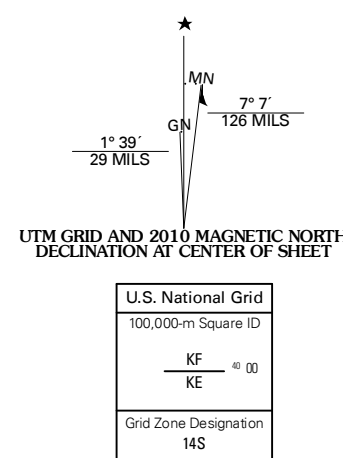 MN
7° 7´
126 MILS
GN
1° 39´
29 MILS
UTM GRID AND 2010 MAGNETIC NORTH
DECLINATION AT CENTER OF SHEET
U.S. National Grid
100,000-m Square ID
KF
40 00
KE
Grid Zone Designation
14S